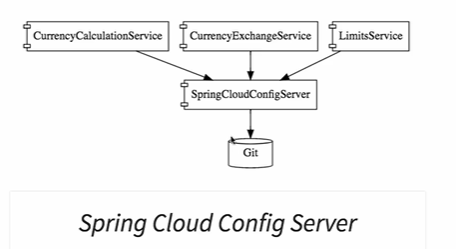 CurrencyCalculationService
CurrencyExchangeService
LimitsService
SpringCloudConfigServer
Git
Spring Cloud Config Server